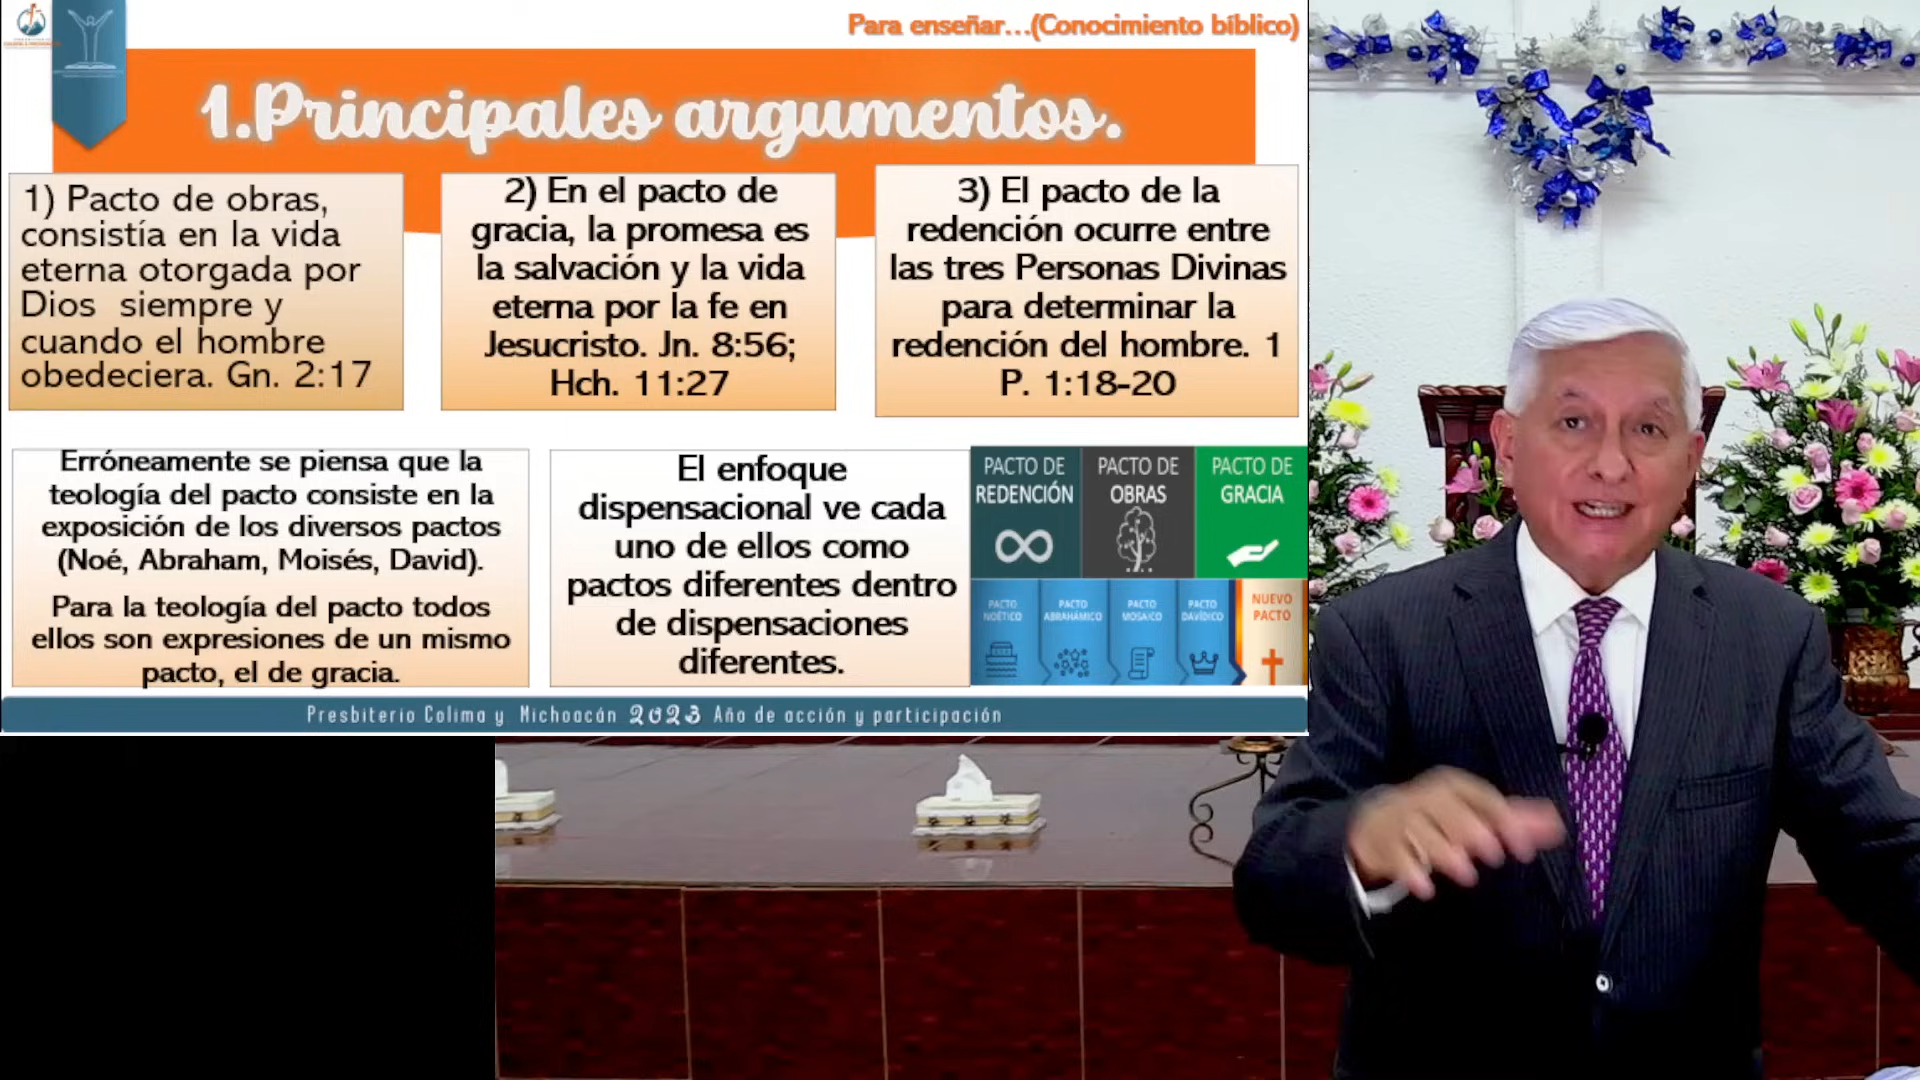 Para enseñar...(Conocimiento bíblico)
1.Principales argumentos.
1) Pacto de obras,
consistía en la vida
eterna otorgada por
Dios siempre y
cuando el hombre
obedeciera. Gn. 2:17
2) En el pacto de
gracia, la promesa es
la salvación y la vida
eterna por la fe en
Jesucristo. Jn. 8:56;
Hch. 11:27
3) El pacto de la
redención ocurre entre
las tres Personas Divinas
para determinar la
redención del hombre. 1
P. 1:18-20
Erróneamente se piensa que la
teología del pacto consiste en la
exposición de los diversos pactos
(Noé, Abraham, Moisés, David).
Para la teología del pacto todos
ellos son expresiones de un mismo
pacto, el de gracia.
El enfoque
dispensacional ve cada
uno de ellos como
pactos diferentes dentro
de dispensaciones
diferentes.
PACTO DE
REDENCIÓN
PACTO DE
OBRAS
PACTO DE
GRACIA
PACTO
NOÉTICO
PACTO
ABRAHÁMICO
PACTO
MOSAICO
PACTO
DAVÍDICO
NUEVO
PACTO
Presbiterio Colima y Michoacán 2023 Año de acción y participación